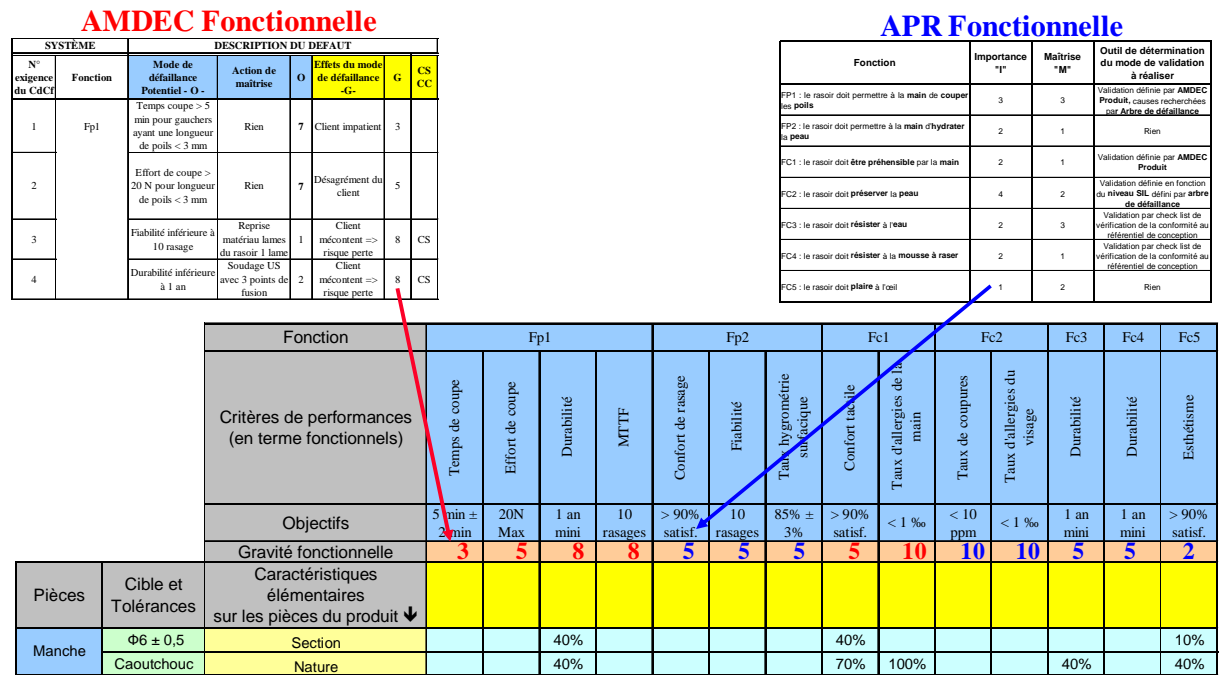 AMDEC Fonctionnelle
APR Fonctionnelle
SYSTÈME
DESCRIPTION DU DEFAUT
N° exigence du CdCf
Fonction
Mode de défaillance Potentiel - O -
Action de maîtrise
O
Effets du mode de défaillance -G-
G
CS CC
1
Fp1
Temps coupe > 5 min pour gauchers ayant une longueur de poils < 3 mm
Rien
7
Client impatient
3
2
Effort de coupe > 20 N pour longueur de poils < 3 mm
Rien
7
Désagrément du client
5
3
Fiabilité inférieure à 10 rasage
Reprise matériau lames du rasoir 1 lame
1
Client mécontent => risque perte
8
CS
4
Durabilité inférieure à 1 an
Soudage US avec 3 points de fusion
2
Client mécontent => risque perte
8
CS
Fonction
Importance "I"
Maîtrise "M"
Outil de détermination du mode de validation à réaliser
FP1 : le rasoir doit permettre à la main de couper les poils
3
3
Validation définie par AMDEC Produit, causes recherchées par Arbre de défaillance
FP2 : le rasoir doit permettre à la main d'hydrater la peau
2
1
Rien
FC1 : le rasoir doit être préhensible par la main
2
1
Validation définie par AMDEC Produit
FC2 : le rasoir doit préserver la peau
4
2
Validation définie en fonction du niveau SIL défini par arbre de défaillance
FC3 : le rasoir doit résister à l'eau
2
3
Validation par check list de vérification de la conformité au référentiel de conception
FC4 : le rasoir doit résister à la mousse à raser
2
1
Validation par check list de vérification de la conformité au référentiel de conception
FC5 : le rasoir doit plaire à l'œil
1
2
Rien
Fonction
Fp1
Fp2
Fc1
Fc2
Fc3
Fc4
Fc5
Critères de performances
(en terme fonctionnels)
Temps de coupe
Effort de coupe
Durabilité
MTTF
Confort de rasage
Fiabilité
Taux hygrométrie surfacique
Confort tactile
Taux d'allergies de la main
Taux de coupures
Taux d'allergies du visage
Durabilité
Durabilité
Esthétisme
Objectifs
5 min ± 2 min
20N Max
1 an mini
10 rasages
> 90% satisf.
10 rasages
85% ± 3%
> 90% satisf.
< 1 ‰
< 10 ppm
< 1 ‰
1 an mini
1 an mini
> 90% satisf.
Gravité fonctionnelle
3
5
8
8
5
5
5
5
10
10
10
5
5
2
Pièces
Cible et Tolérances
Caractéristiques élémentaires
sur les pièces du produit 🡻
Manche
Φ6 ± 0,5
Section
40%
40%
10%
Caoutchouc
Nature
40%
70%
100%
40%
40%